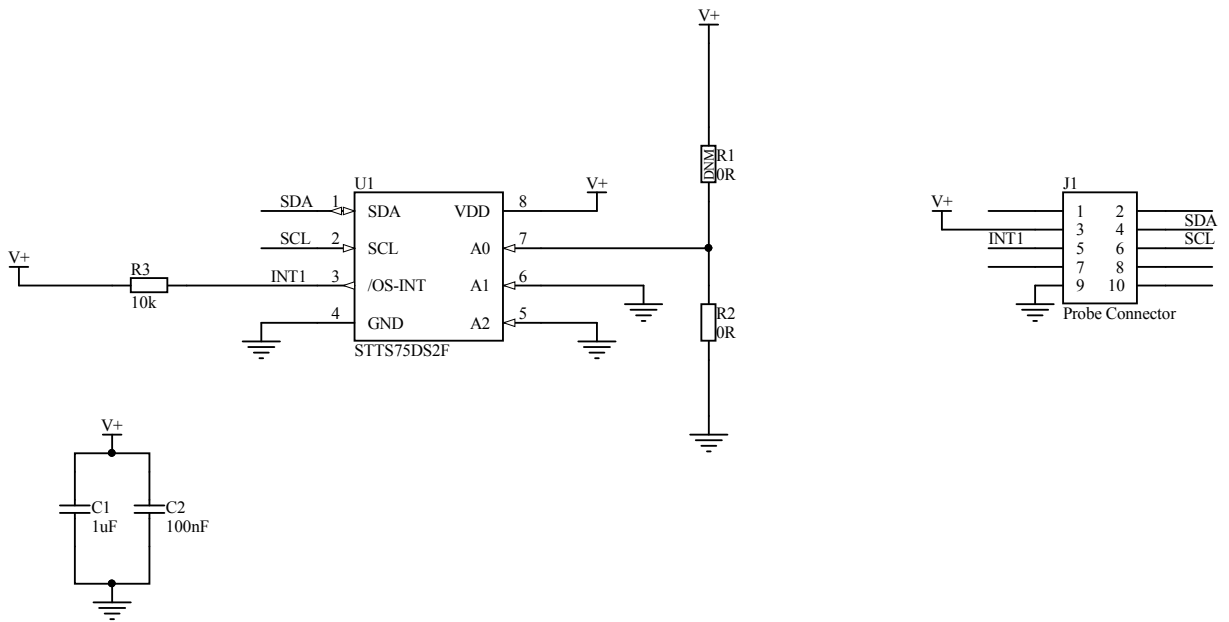 V+
DNM
R1
0R
U1
SDA 1 SDA VDD 8 V+
SCL 2 SCL A0 7
V+ R3 10k INT1 3 /OS-INT A1 6
4 GND A2 5
STTS75DS2F
R2
0R
J1
V+
1 2
3 4 SDA
INT1 5 6 SCL
7 8
9 10
Probe Connector
V+
C1
1uF
C2
100nF